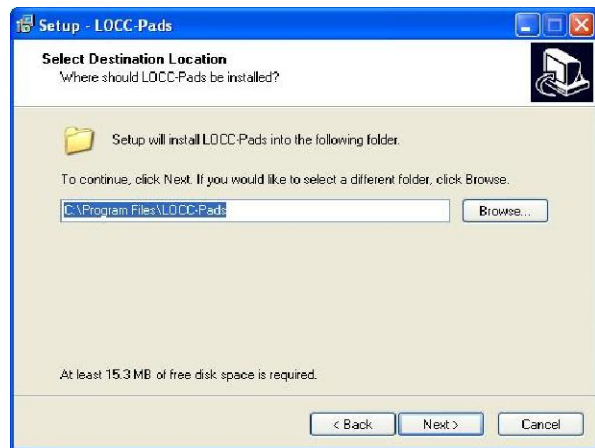 Setup - LOCC-Pads
Select Destination Location
Where should LOCC-Pads be installed?
Setup will install LOCC-Pads into the following folder.
To continue, click Next. If you would like to select a different folder, click Browse.
C:\Program Files\LOCC-Pads
Browse...
At least 15.3 MB of free disk space is required.
< Back
Next >
Cancel